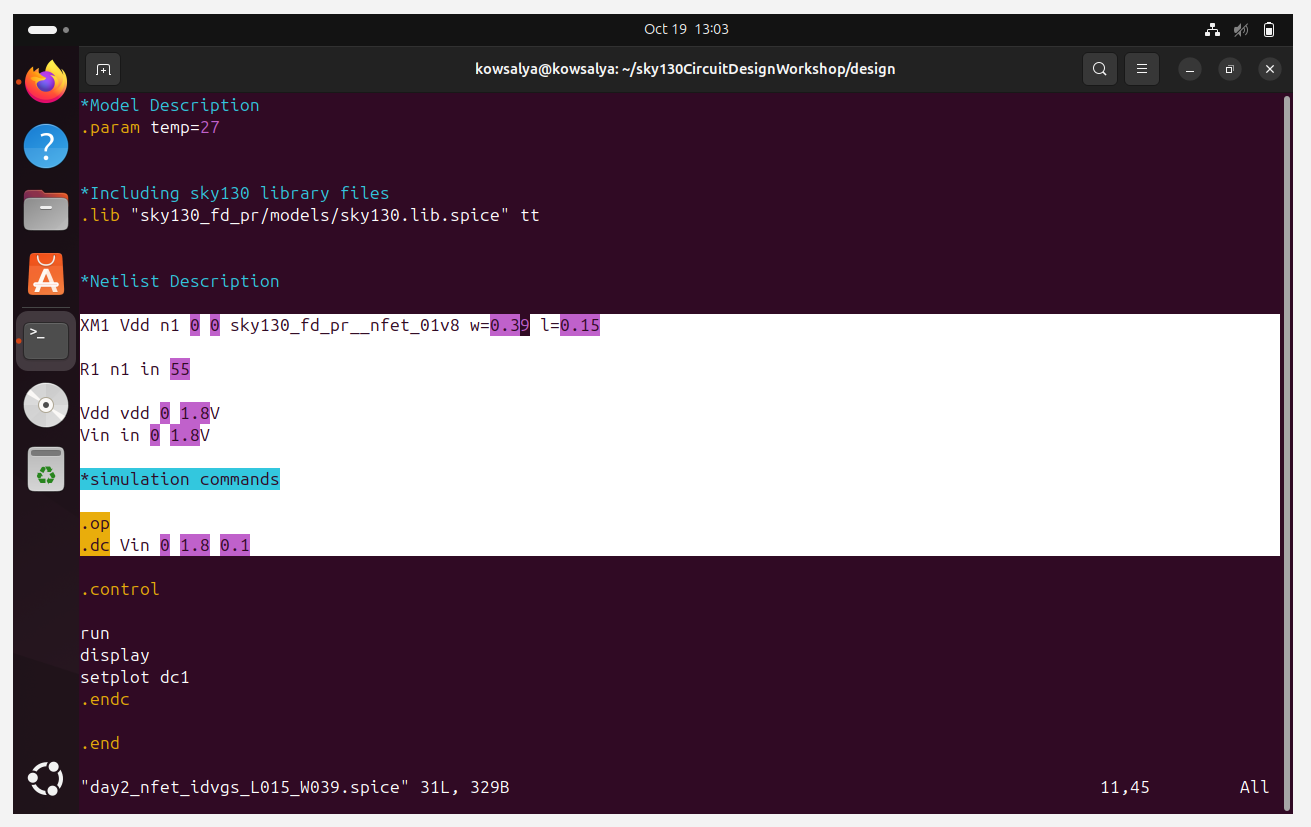 Oct 19 13:03
kowsalya@kowsalya: ~/sky130CircuitDesignWorkshop/design
*Model Description
.param temp=27
*Including sky130 library files
.lib "sky130_fd_pr/models/sky130.lib.spice" tt
*Netlist Description
XM1 Vdd n1 0 0 sky130_fd_pr__nfet_01v8 w=0.39 l=0.15
R1 n1 in 55
Vdd vdd 0 1.8V
Vin in 0 1.8V
*simulation commands
.op
.dc Vin 0 1.8 0.1
.control
run
display
setplot dc1
.endc
.end
"day2_nfet_idvgs_L015_W039.spice" 31L, 329B 11,45 All